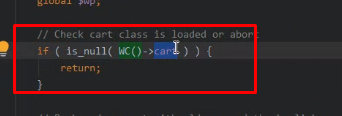 global $wp;
// Check cart class is loaded or abort
if ( is_null( WC()->cart ) ) {
return;
}